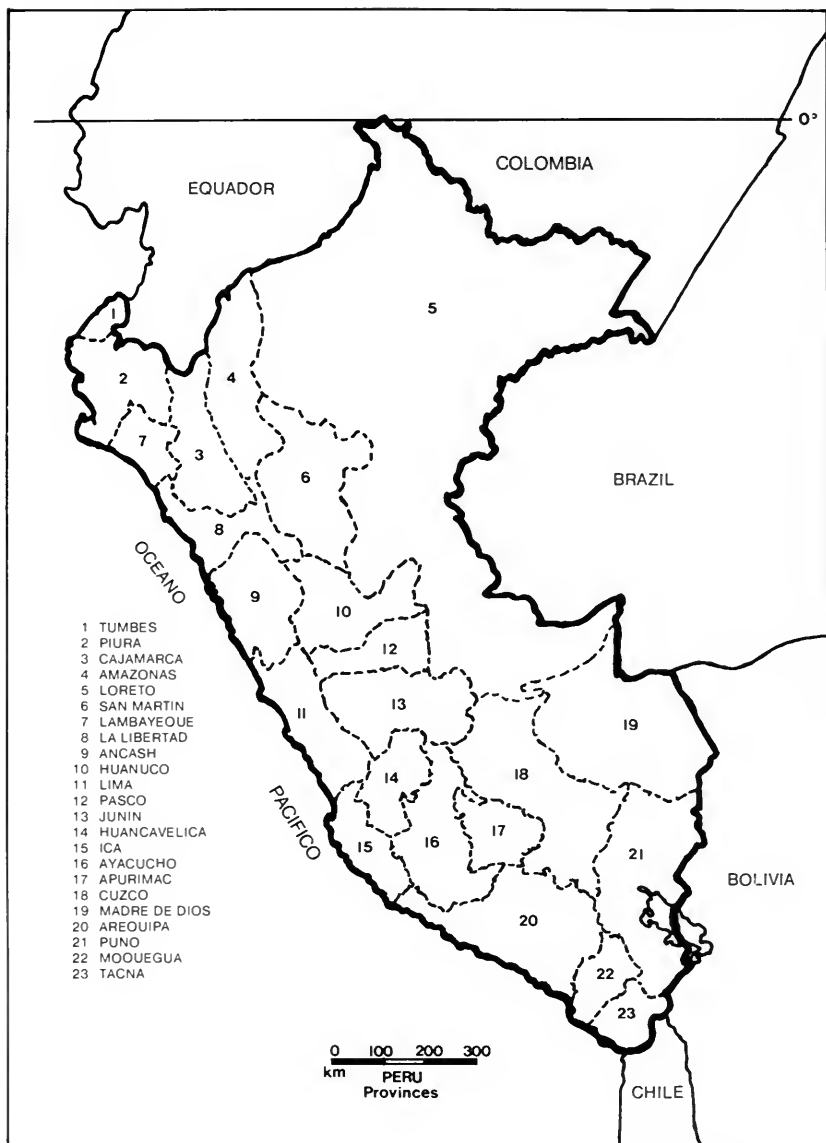 0°
COLOMBIA
EQUADOR
1
5
2
4
7
3
6
BRAZIL
8
OCEANO
9
10
12
1 TUMBES
2 PIURA
3 CAJAMARCA
4 AMAZONAS
5 LORETO
6 SAN MARTIN
7 LAMBAYEQUE
8 LA LIBERTAD
9 ANCASH
10 HUANUCO
11 LIMA
12 PASCO
13 JUNIN
14 HUANCAVELICA
15 ICA
16 AYACUCHO
17 APURIMAC
18 CUZCO
19 MADRE DE DIOS
20 AREQUIPA
21 PUNO
22 MOQUEGUA
23 TACNA
11
13
19
18
14
PACIFICO
15
16
17
21
BOLIVIA
20
22
23
0 100 200 300
km PERU
Provinces
CHILE